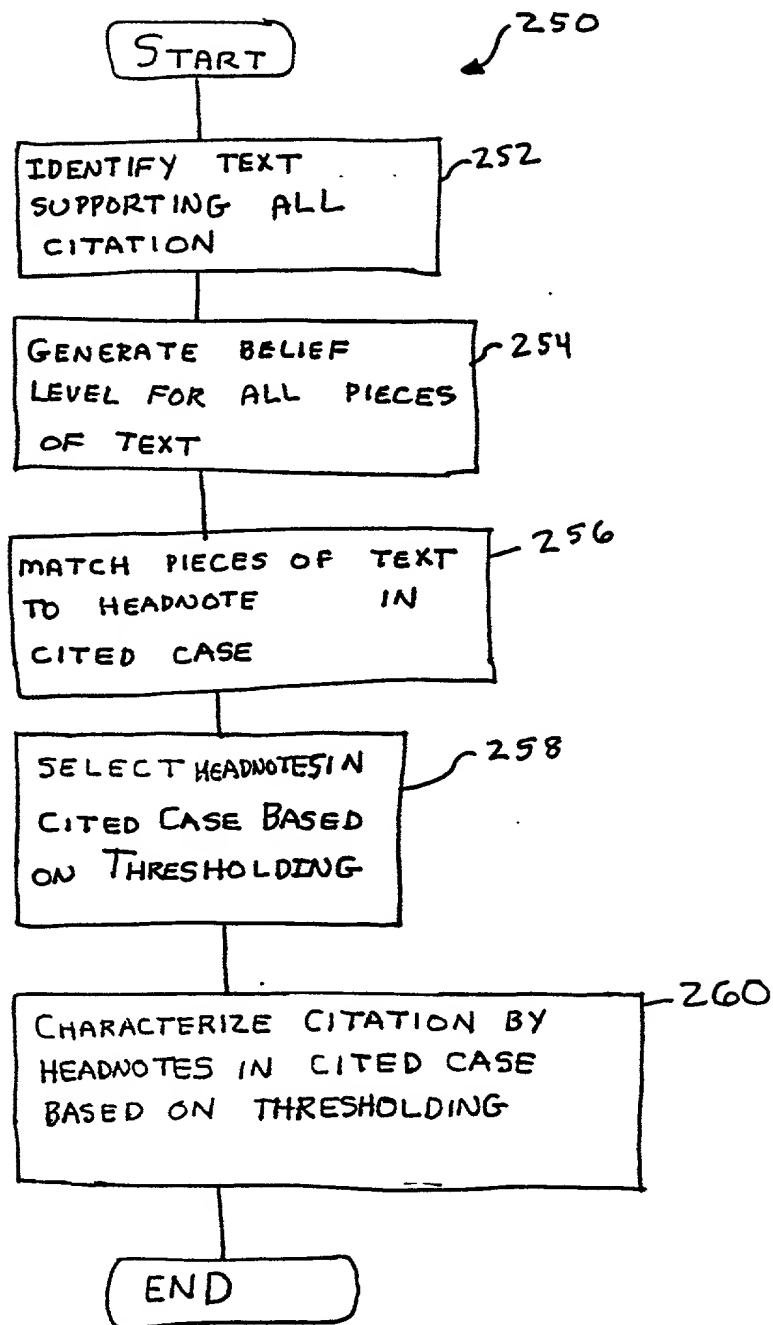 250
START
252
IDENTIFY TEXT
SUPPORTING ALL
CITATION
254
GENERATE BELIEF
LEVEL FOR ALL PIECES
OF TEXT
256
MATCH PIECES OF TEXT
TO HEADNOTE IN
CITED CASE
258
SELECT HEADNOTES IN
CITED CASE BASED
ON THRESHOLDING
260
CHARACTERIZE CITATION BY
HEADNOTES IN CITED CASE
BASED ON THRESHOLDING
END